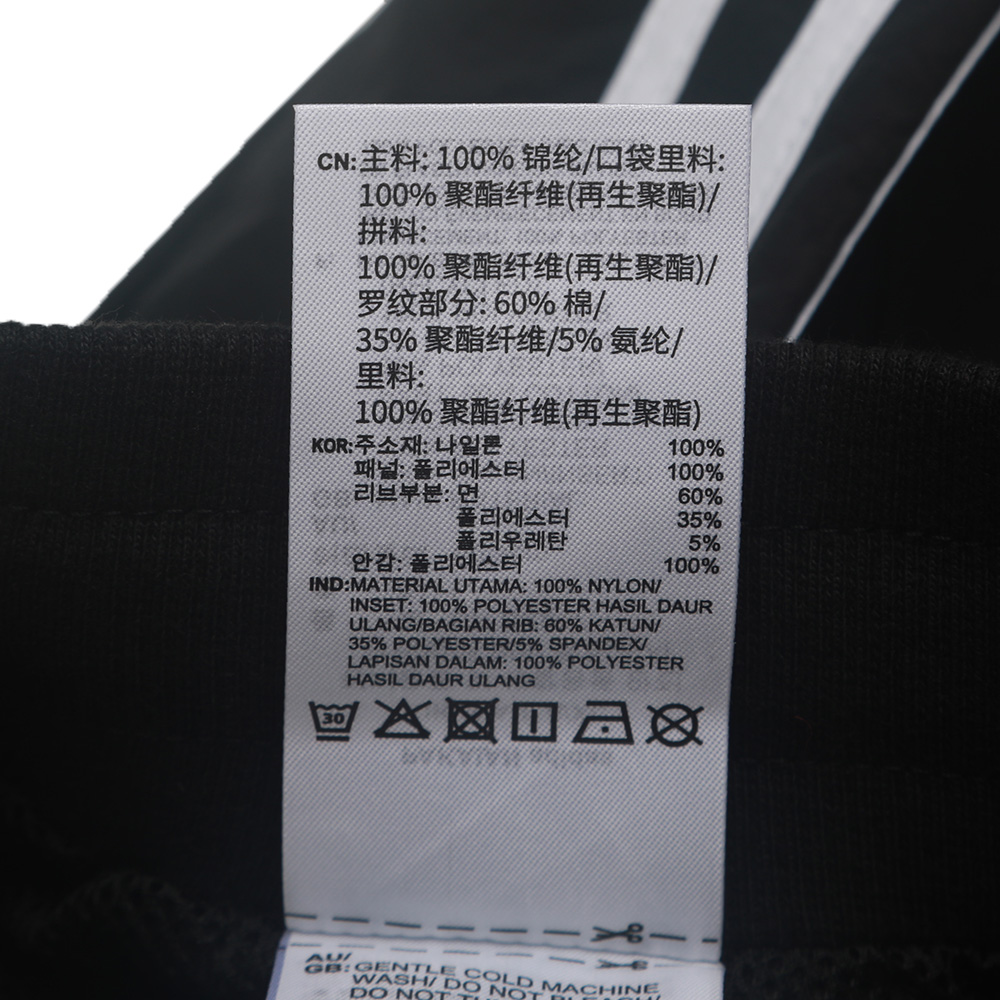 CN:主料: 100% 锦纶/口袋里料:
100% 聚酯纤维(再生聚酯)/
拼料:
100% 聚酯纤维(再生聚酯)/
罗纹部分: 60% 棉/
35% 聚酯纤维/5% 氨纶/
里料:
100% 聚酯纤维(再生聚酯)
KOR:주소재: 나일론 100%
패널: 폴리에스터 100%
리브부분: 면 60%
폴리에스터 35%
폴리우레탄 5%
안감: 폴리에스터 100%
IND:MATERIAL UTAMA: 100% NYLON/
INSET: 100% POLYESTER HASIL DAUR
ULANG/BAGIAN RIB: 60% KATUN/
35% POLYESTER/5% SPANDEX/
LAPISAN DALAM: 100% POLYESTER
HASIL DAUR ULANG
30
AU/
GB: GENTLE COLD MACHINE
WASH/ DO NOT BLEACH/
DO NOT